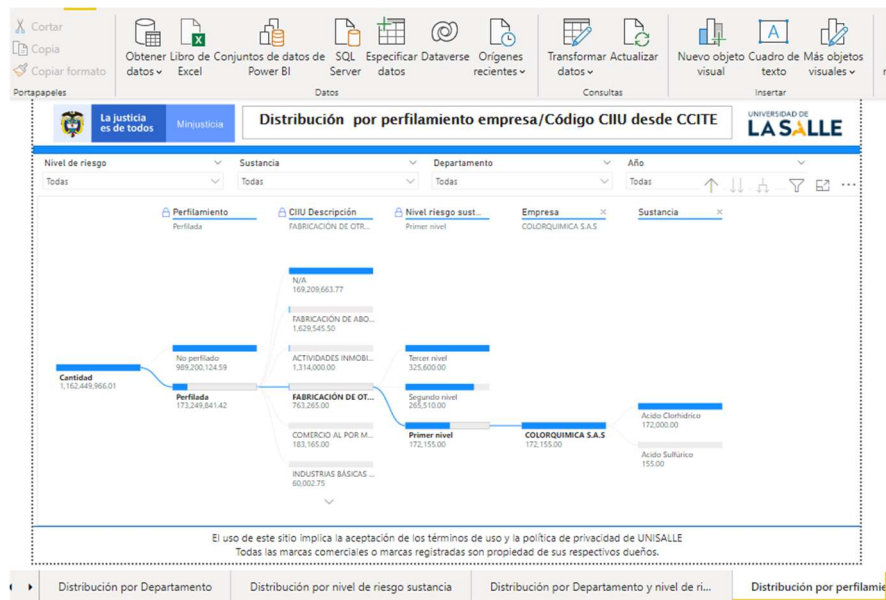 Cortar
Copia
Copiar formato
Portapapeles
Obtener datos
Libro de Excel
Conjuntos de datos de Power BI
SQL Server
Especificar datos
Dataverse
Orígenes recientes
Datos
Transformar datos
Actualizar
Consultas
Nuevo objeto visual
Cuadro de texto
Más objetos visuales
Insertar
La justicia
es de todos
Minjusticia
Distribución por perfilamiento empresa/Código CIIU desde CCITE
UNIVERSIDAD DE
LA SALLE
Nivel de riesgo
Sustancia
Departamento
Año
Todas
Todas
Todas
Todas
Perfilamiento
CIIU Descripción
Nivel riesgo sust...
Empresa
Sustancia
Perfilada
FABRICACIÓN DE OTR...
Primer nivel
COLORQUIMICA S.A.S
Cantidad
1,162,449,966.01
No perfilado
989,200,124.59
Perfilada
173,249,841.42
N/A
169,209,663.77
FABRICACIÓN DE ABO...
1,629,545.50
ACTIVIDADES INMOBI...
1,314,000.00
FABRICACIÓN DE OT...
763,265.00
COMERCIO AL POR M...
183,165.00
INDUSTRIAS BÁSICAS ...
60,002.75
Tercer nivel
325,600.00
Segundo nivel
265,510.00
Primer nivel
172,155.00
COLORQUIMICA S.A.S
172,155.00
Acido Clorhidrico
172,000.00
Acido Sulfúrico
155.00
El uso de este sitio implica la aceptación de los términos de uso y la política de privacidad de UNISALLE
Todas las marcas comerciales o marcas registradas son propiedad de sus respectivos dueños.
Distribución por Departamento
Distribución por nivel de riesgo sustancia
Distribución por Departamento y nivel de ri...
Distribución por perfilamie